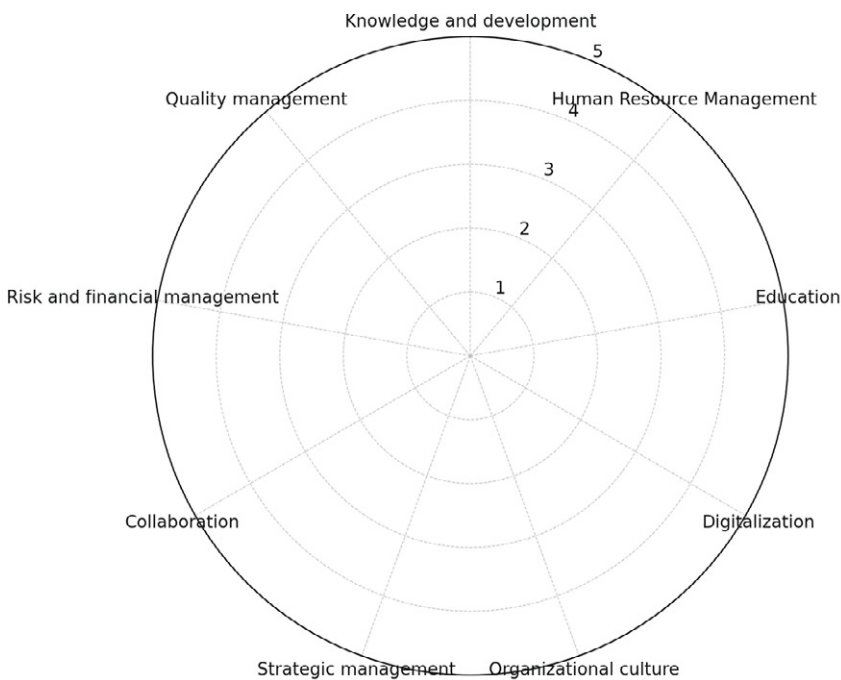 Knowledge and development
5
Quality management
Human Resource Management
4
3
2
1
Risk and financial management
Education
Collaboration
Digitalization
Strategic management
Organizational culture